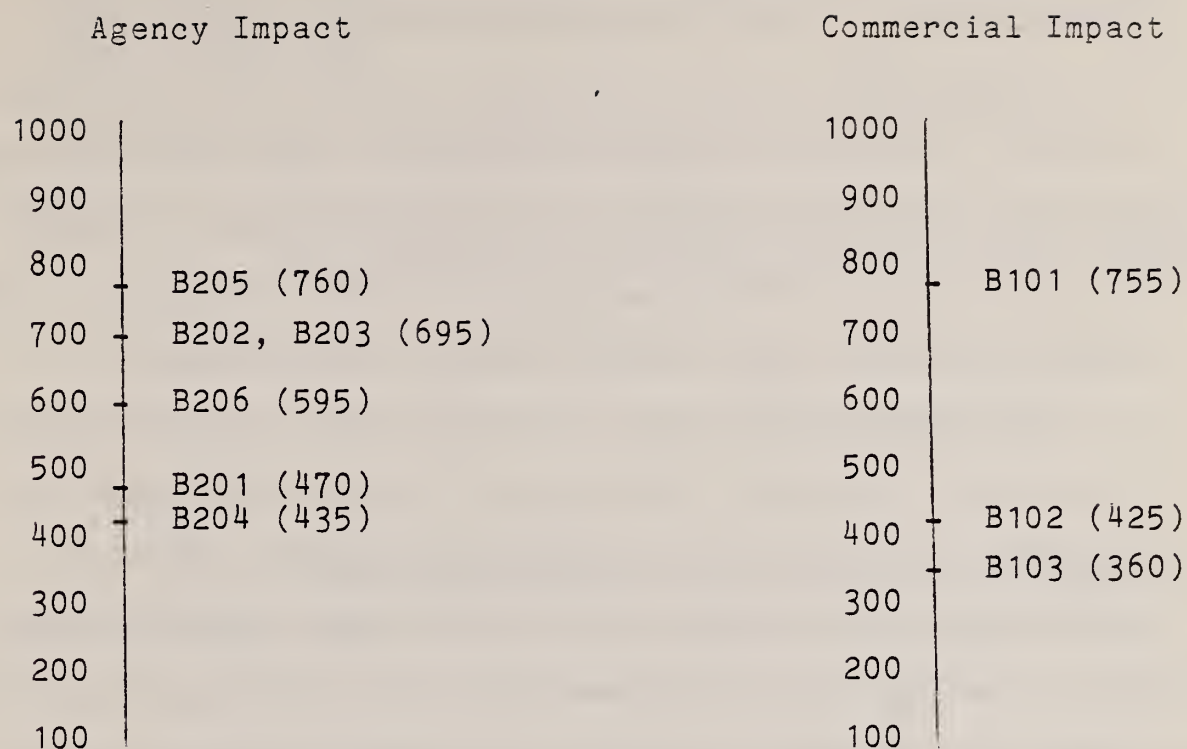 Agency Impact
1000
900
800
B205 (760)
700
B202, B203 (695)
600
B206 (595)
500
B201 (470)
B204 (435)
400
300
200
100
Commercial Impact
1000
900
800
B101 (755)
700
600
500
B102 (425)
400
B103 (360)
300
200
100